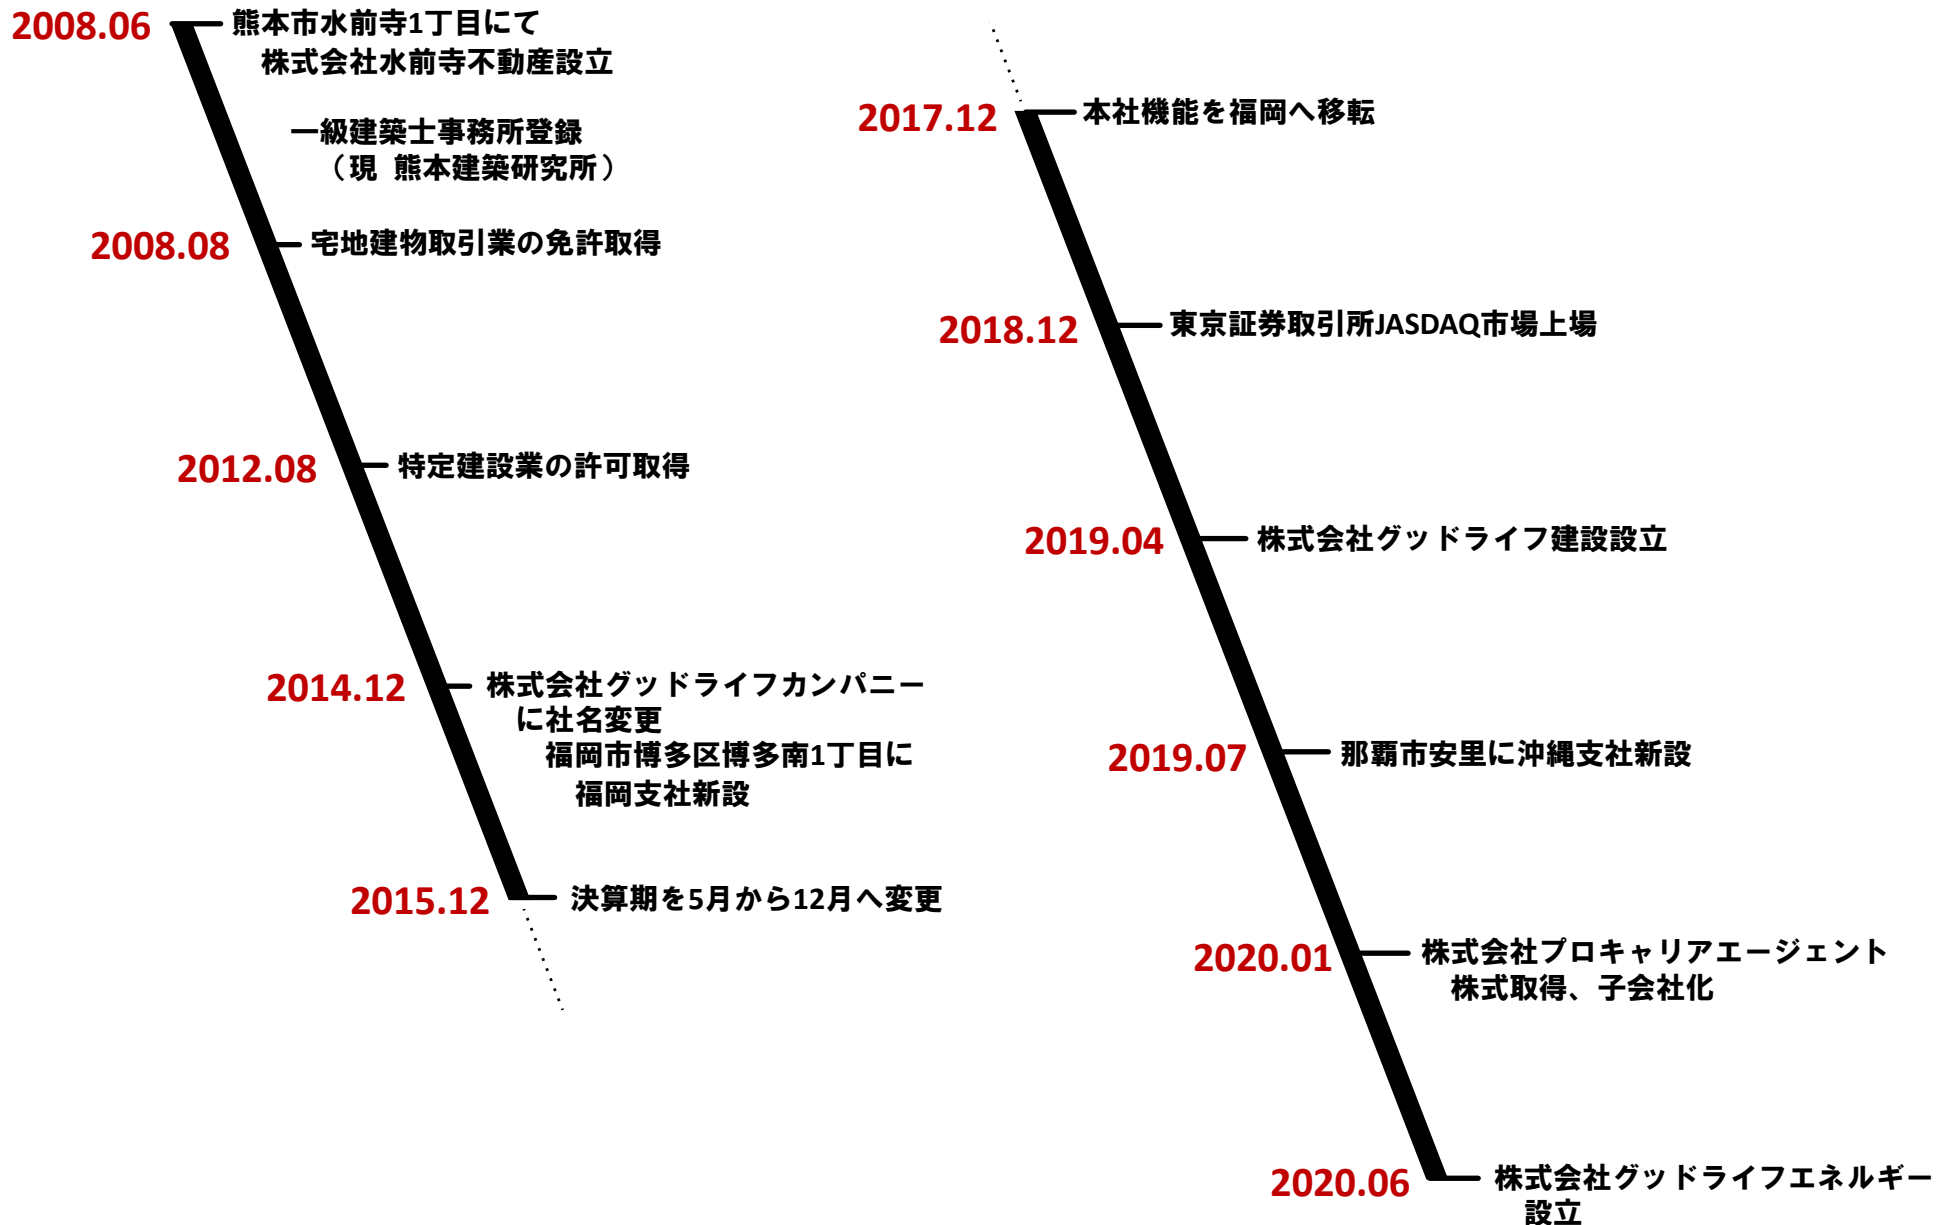 2008.06
熊本市水前寺1丁目にて
株式会社水前寺不動産設立
一級建築士事務所登録
（現 熊本建築研究所）
2008.08
宅地建物取引業の免許取得
2012.08
特定建設業の許可取得
2014.12
株式会社グッドライフカンパニー
に社名変更
福岡市博多区博多南1丁目に
福岡支社新設
2015.12
決算期を5月から12月へ変更
2017.12
本社機能を福岡へ移転
2018.12
東京証券取引所JASDAQ市場上場
2019.04
株式会社グッドライフ建設設立
2019.07
那覇市安里に沖縄支社新設
2020.01
株式会社プロキャリアエージェント
株式取得、子会社化
2020.06
株式会社グッドライフエネルギー
設立